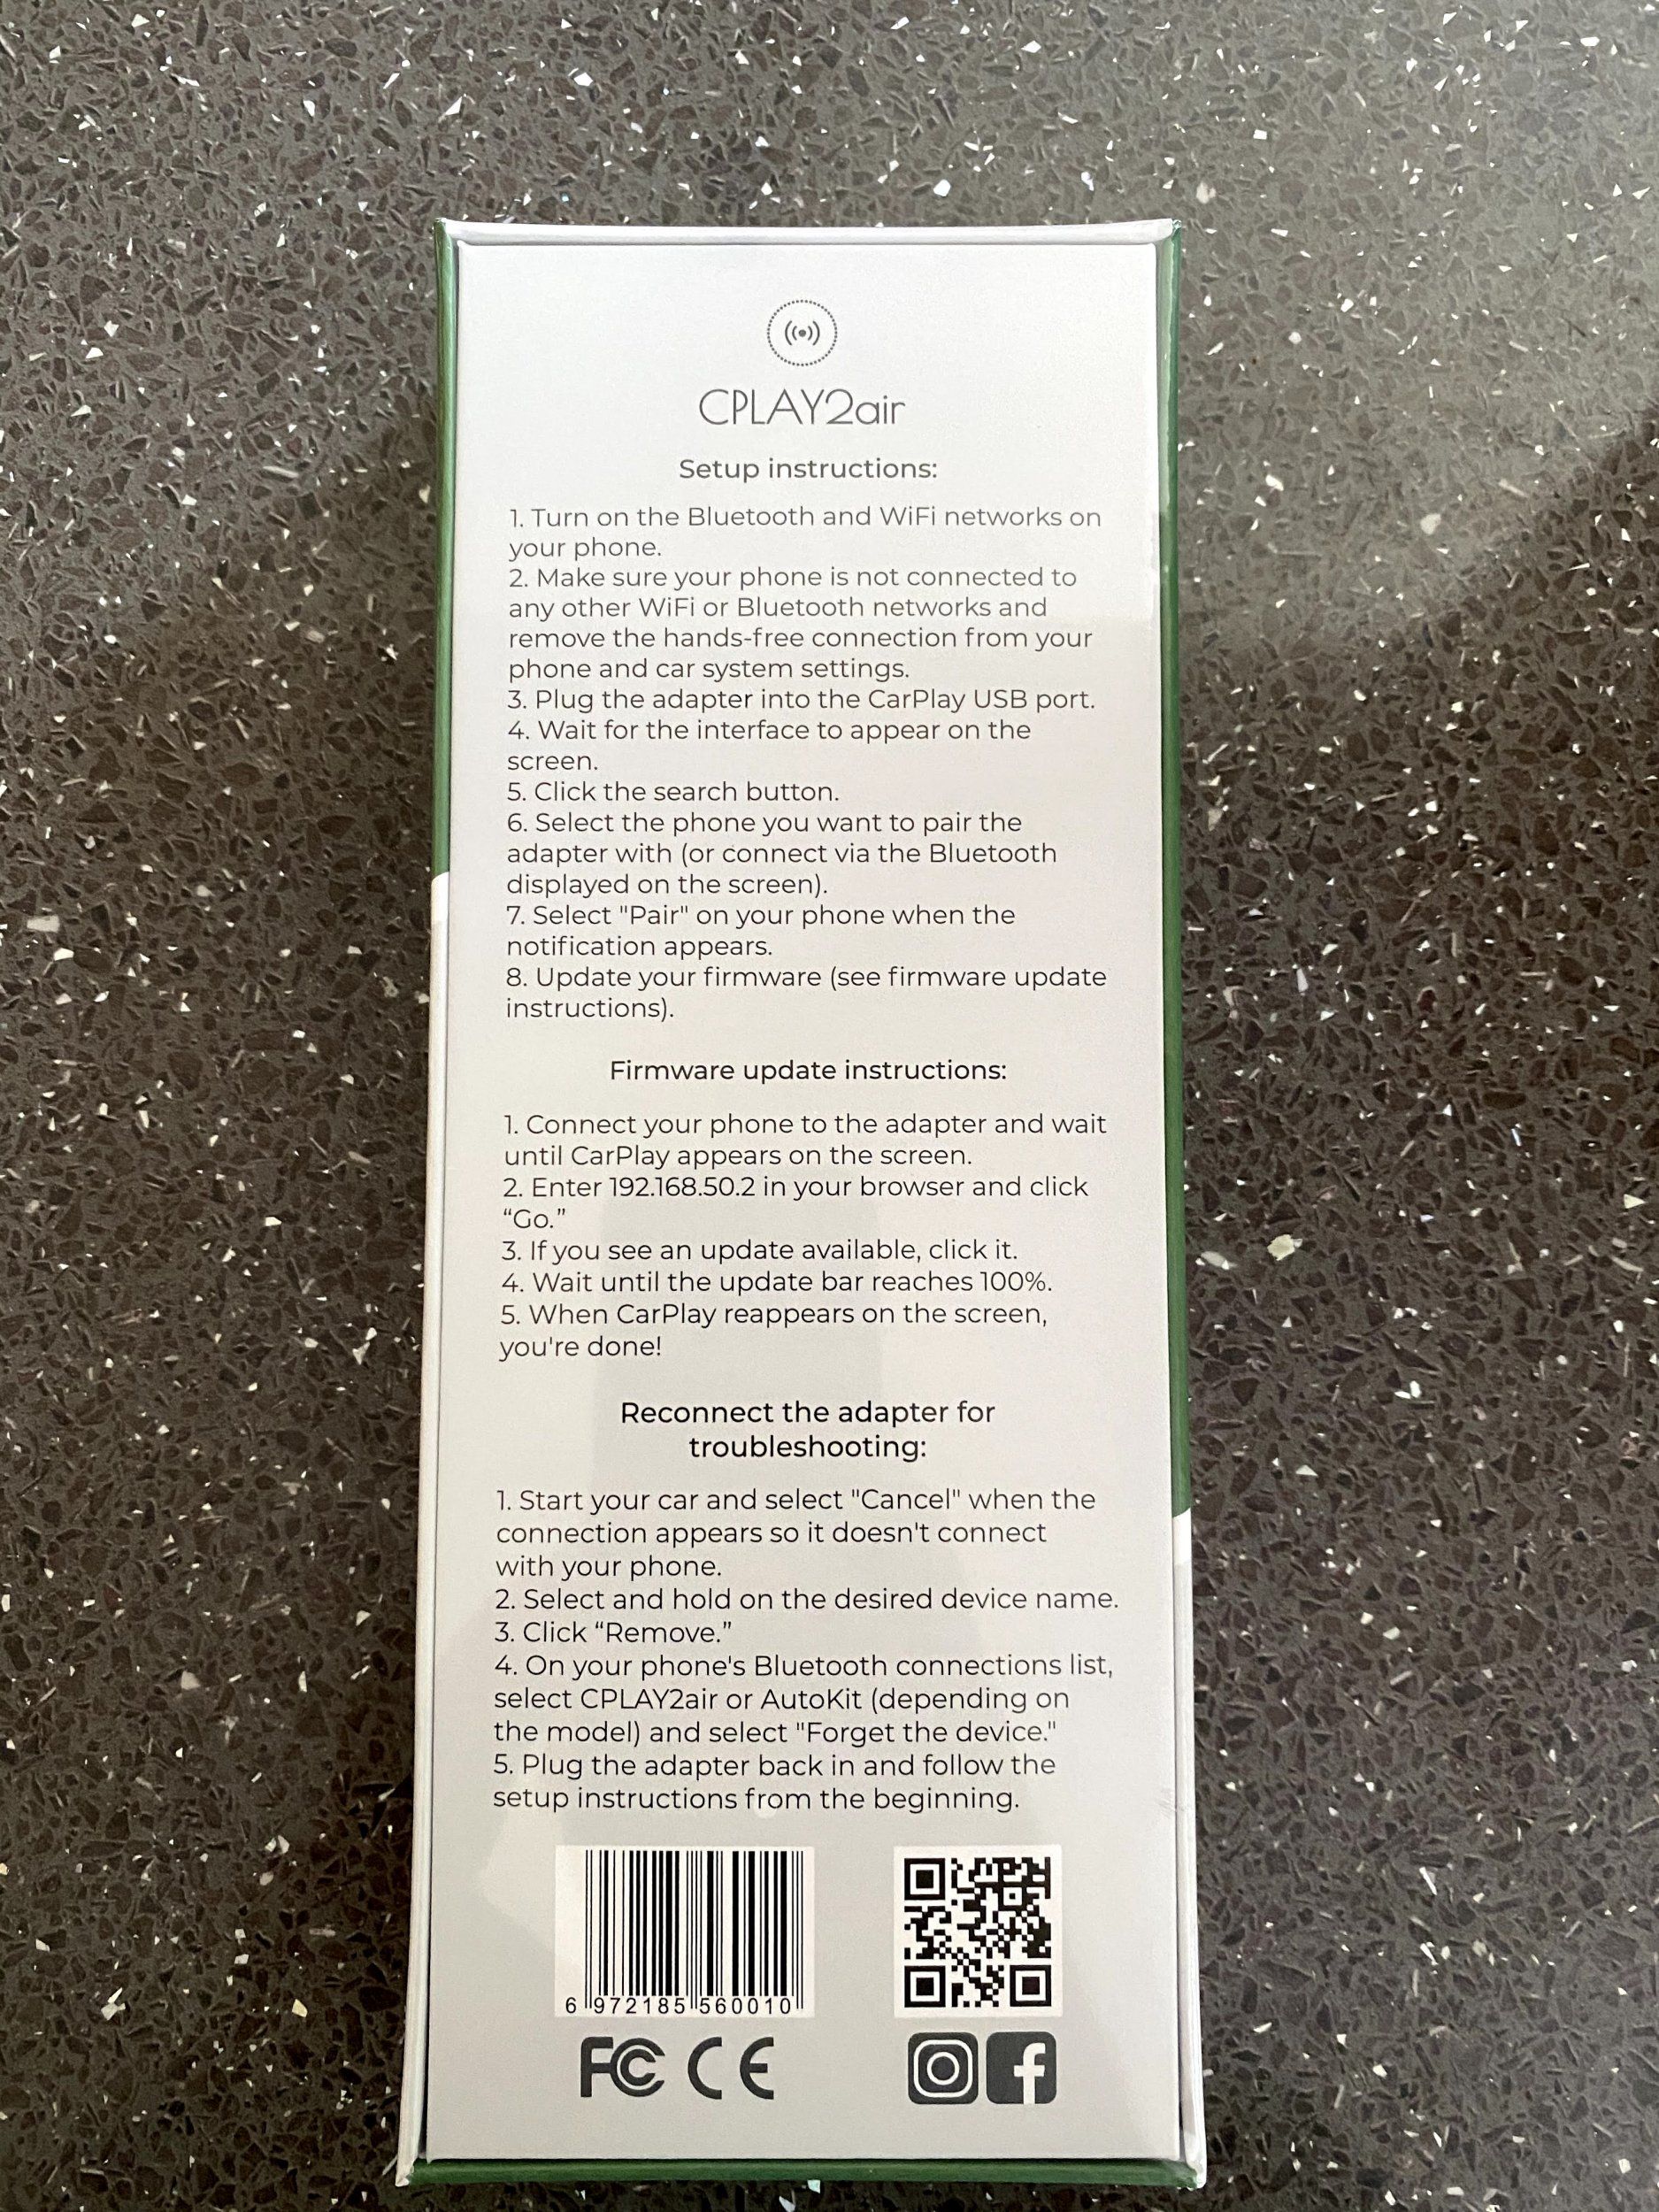 CPLAY2air
Setup instructions:
1. Turn on the Bluetooth and WiFi networks on
your phone.
2. Make sure your phone is not connected to
any other WiFi or Bluetooth networks and
remove the hands-free connection from your
phone and car system settings.
3. Plug the adapter into the CarPlay USB port.
4. Wait for the interface to appear on the
screen.
5. Click the search button.
6. Select the phone you want to pair the
adapter with (or connect via the Bluetooth
displayed on the screen).
7. Select "Pair" on your phone when the
notification appears.
8. Update your firmware (see firmware update
instructions).
Firmware update instructions:
1. Connect your phone to the adapter and wait
until CarPlay appears on the screen.
2. Enter 192.168.50.2 in your browser and click
“Go.”
3. If you see an update available, click it.
4. Wait until the update bar reaches 100%.
5. When CarPlay reappears on the screen,
you're done!
Reconnect the adapter for
troubleshooting:
1. Start your car and select "Cancel" when the
connection appears so it doesn't connect
with your phone.
2. Select and hold on the desired device name.
3. Click “Remove.”
4. On your phone's Bluetooth connections list,
select CPLAY2air or AutoKit (depending on
the model) and select "Forget the device."
5. Plug the adapter back in and follow the
setup instructions from the beginning.
6 972185 560010
FC CE